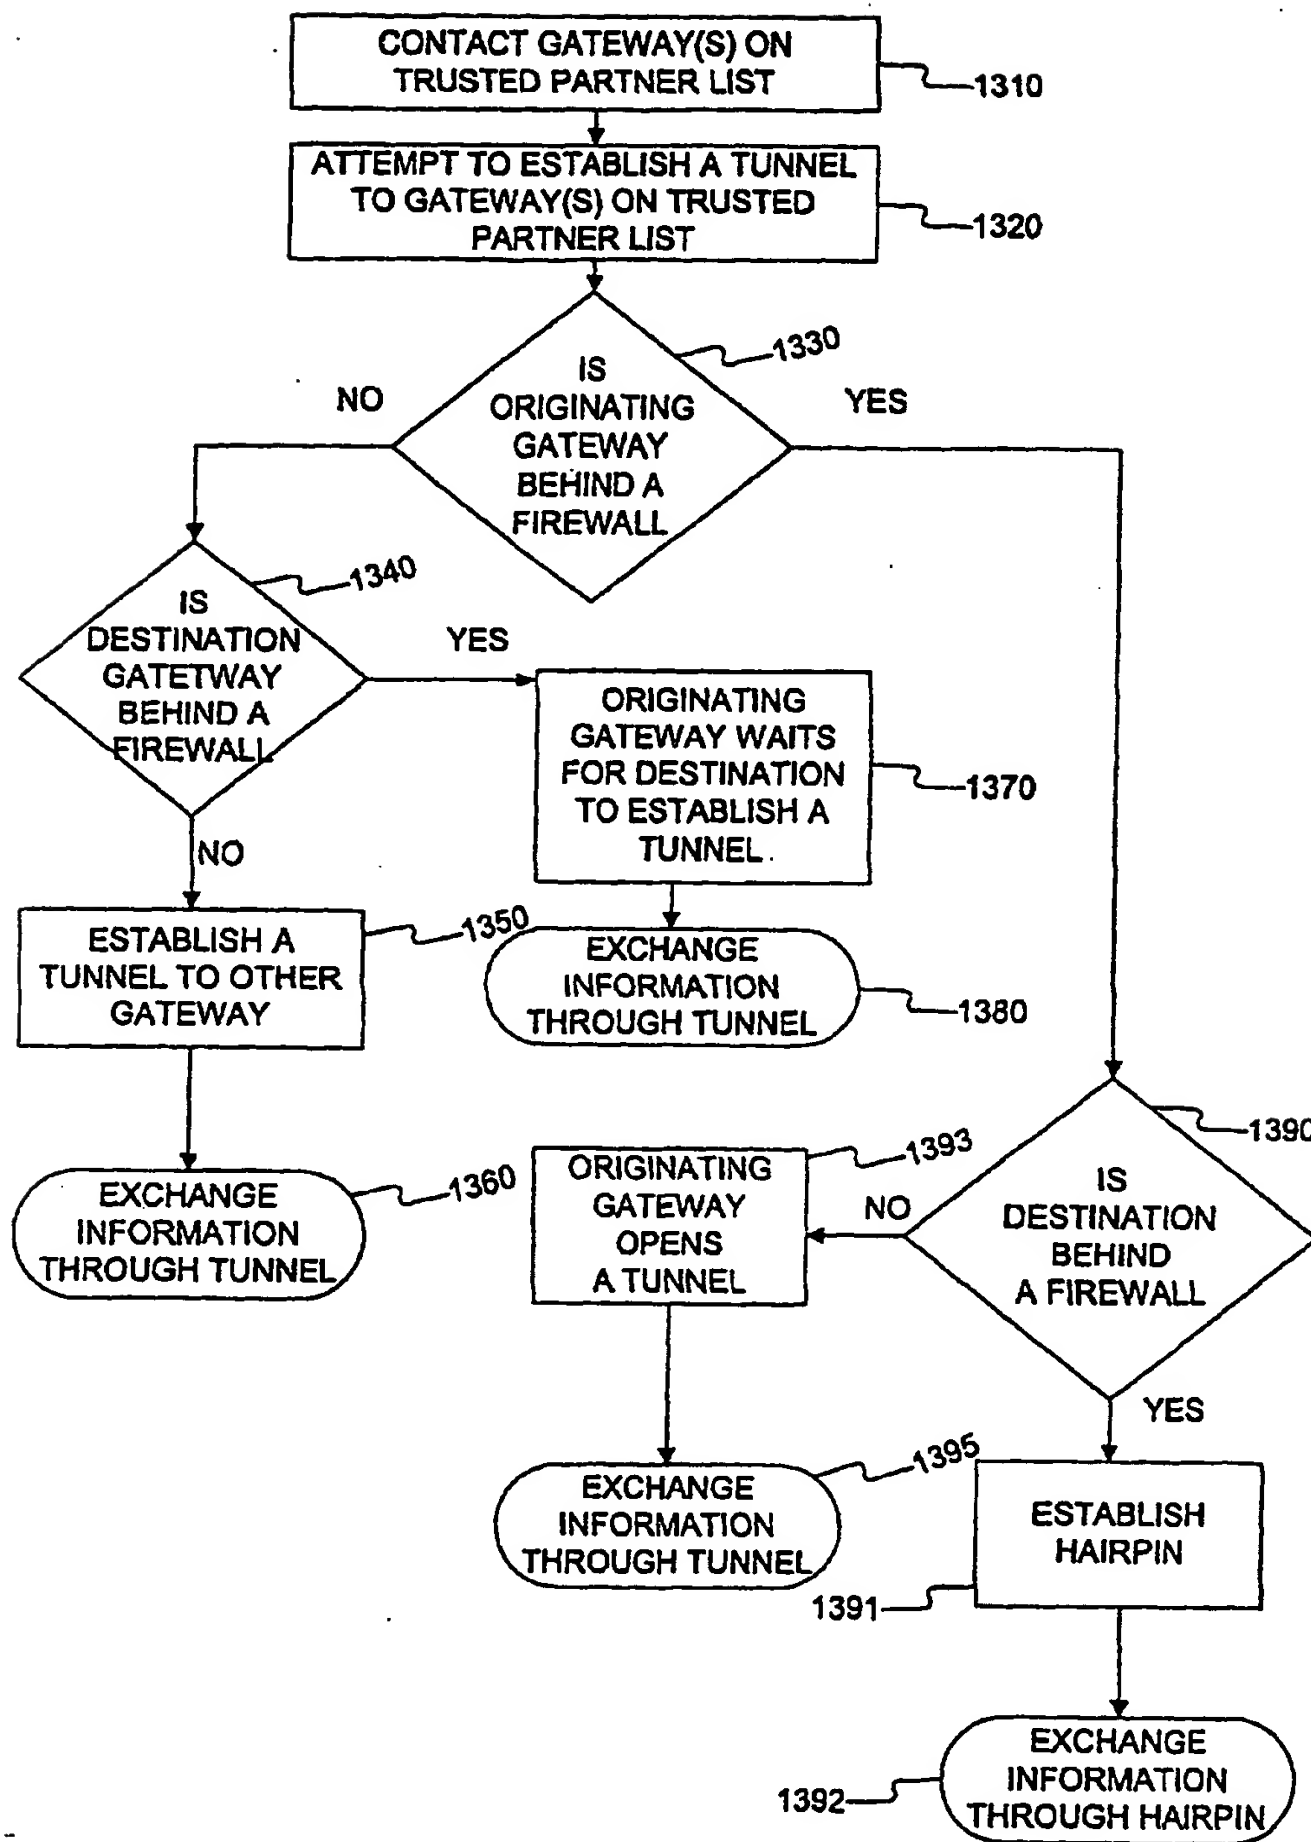 CONTACT GATEWAY(S) ON
TRUSTED PARTNER LIST
1310
ATTEMPT TO ESTABLISH A TUNNEL
TO GATEWAY(S) ON TRUSTED
PARTNER LIST
1320
1330
IS
ORIGINATING
GATEWAY
BEHIND A
FIREWALL
NO
YES
1340
IS
DESTINATION
GATETWAY
BEHIND A
FIREWALL
YES
NO
ORIGINATING
GATEWAY WAITS
FOR DESTINATION
TO ESTABLISH A
TUNNEL
1370
1350
ESTABLISH A
TUNNEL TO OTHER
GATEWAY
EXCHANGE
INFORMATION
THROUGH TUNNEL
1380
1360
EXCHANGE
INFORMATION
THROUGH TUNNEL
1390
IS
DESTINATION
BEHIND
A FIREWALL
NO
YES
1393
ORIGINATING
GATEWAY
OPENS
A TUNNEL
1395
EXCHANGE
INFORMATION
THROUGH TUNNEL
ESTABLISH
HAIRPIN
1391
EXCHANGE
INFORMATION
THROUGH HAIRPIN
1392